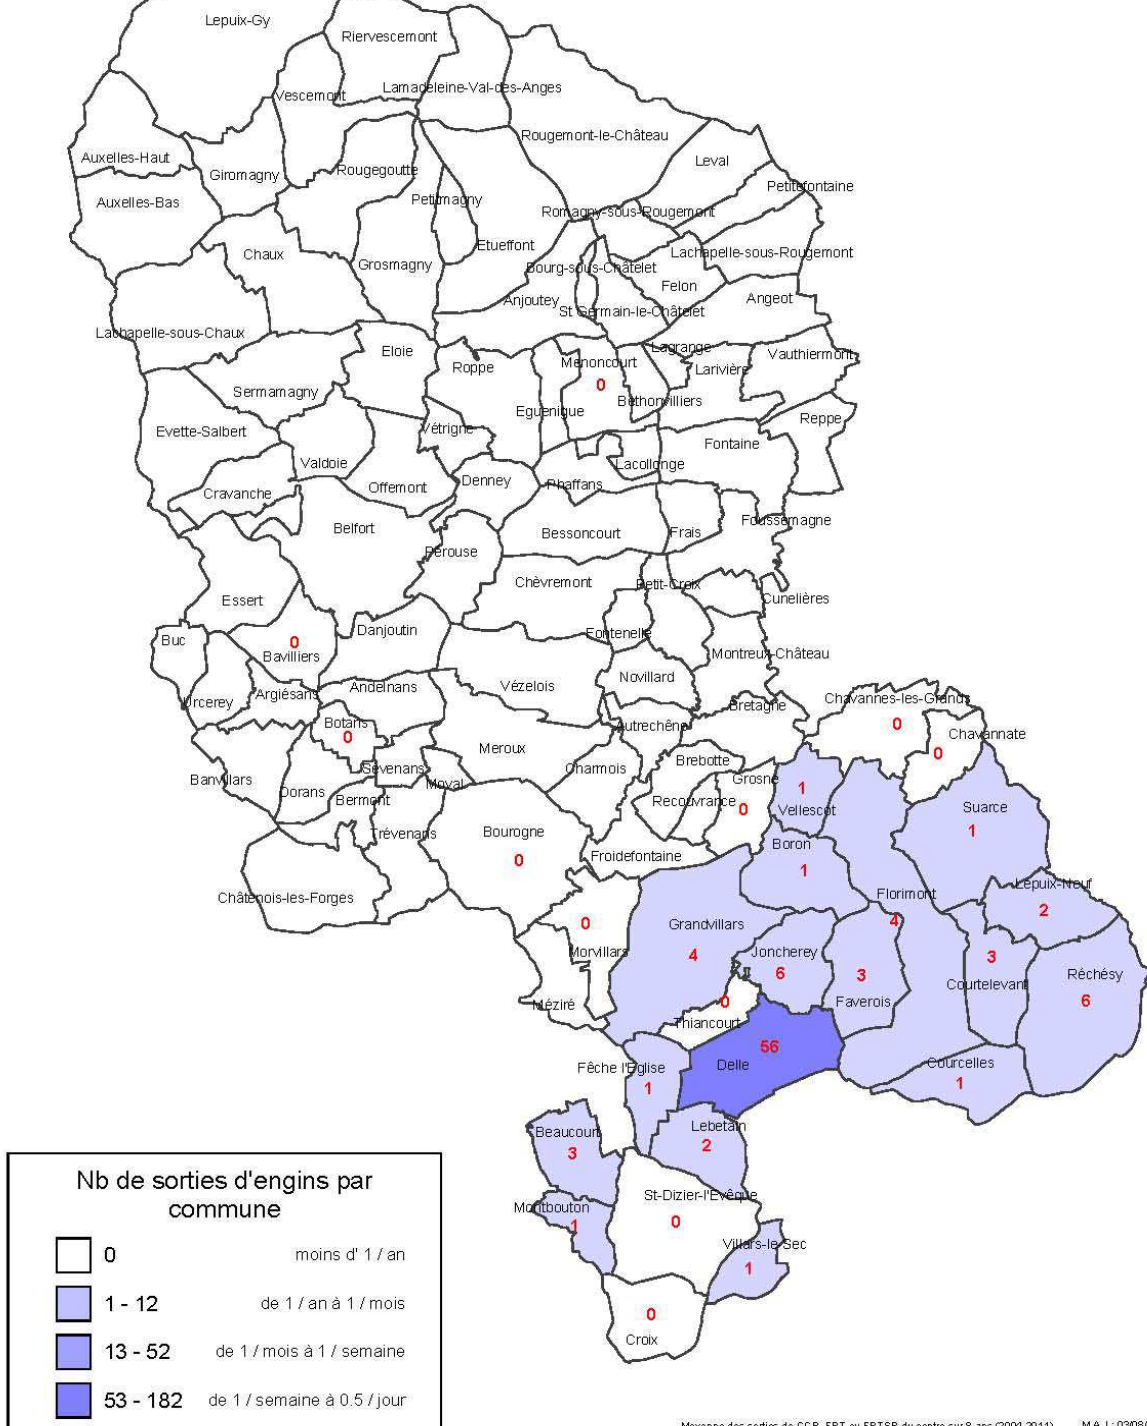 Lepuix-Gy
Riervescemont
Lamadeleine-Val-des-Anges
Vescemont
Rougemont-le-Château
Auxelles-Haut
Leval
Giromagny
Rougegoutte
Petitefontaine
Auxelles-Bas
Petitmagny
Romagny-sous-Rougemont
Chaux
Etueffont
Lachapelle-sous-Rougemont
Grosmagny
Bourg-sous-Châtelet
Felon
Anjoutey
St Germain-le-Châtelet
Angeot
Lachapelle-sous-Chaux
Eloie
Lagrange
Vauthiermont
Roppe
Menoncourt
0
Larivière
Sermamagny
Eguenigue
Bethonvilliers
Reppe
Evette-Salbert
Vétrigne
Fontaine
Valdoie
Lacollonge
Cravanche
Offemont
Denney
Phaffans
Belfort
Bessoncourt
Frais
Foussemagne
Pérouse
Chèvremont
Petit-Croix
Cunelières
Essert
Buc
0
Bavilliers
Danjoutin
Fontenelle
Montreux-Château
Urcerey
Argiésans
Andelnans
Vézelois
Novillard
Bretagne
Chavannes-les-Grands
0
Botans
0
Autrechêne
Chavannate
0
Banvillars
Sévenans
Meroux
Charmois
Brebotte
Dorans
Bermont
Moval
Recouvrance
Grosne
0
1
Vellescot
Suarce
1
Trévenans
Bourogne
0
Froidefontaine
Boron
1
Châtenois-les-Forges
Florimont
4
Lepuix-Neuf
2
0
Morvillars
Grandvillars
4
Joncherey
6
3
Faverois
3
Courtelevant
Réchésy
6
Méziré
0
Thiancourt
56
Delle
Fêche l'Eglise
1
Courcelles
1
Beaucourt
3
Lebetain
2
Montbouton
1
St-Dizier-l'Evêque
0
Villars-le Sec
1
0
Croix
Nb de sorties d'engins par
commune
0 moins d' 1 / an
1 - 12 de 1 / an à 1 / mois
13 - 52 de 1 / mois à 1 / semaine
53 - 182 de 1 / semaine à 0.5 / jour